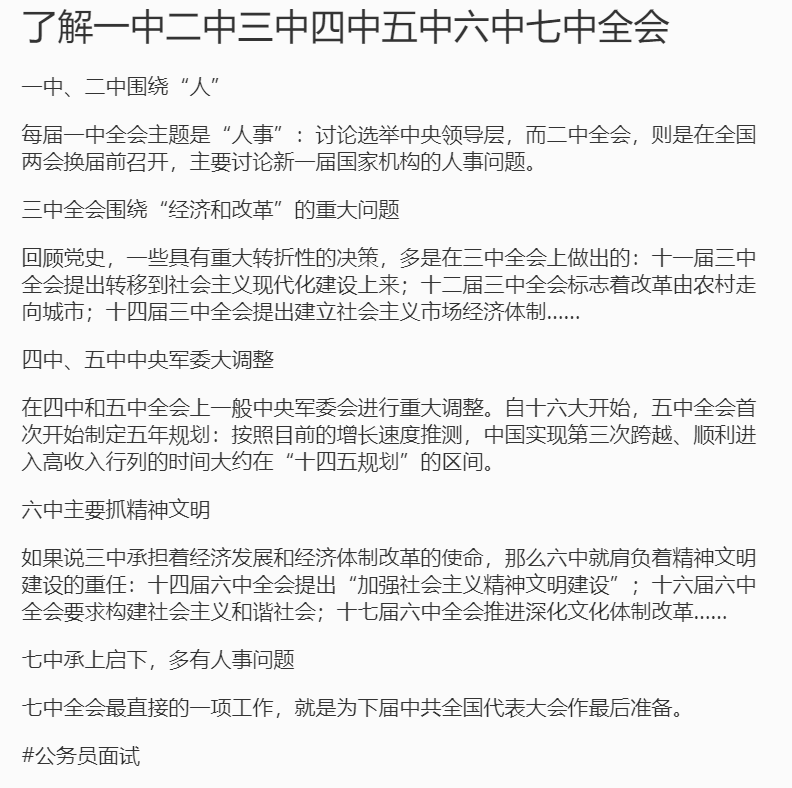 了解一中二中三中四中五中六中七中全会
一中、二中围绕“人”
每届一中全会主题是“人事”：讨论选举中央领导层，而二中全会，则是在全国
两会换届前召开，主要讨论新一届国家机构的人事问题。
三中全会围绕“经济和改革”的重大问题
回顾党史，一些具有重大转折性的决策，多是在三中全会上做出的：十一届三中
全会提出转移到社会主义现代化建设上来；十二届三中全会标志着改革由农村走
向城市；十四届三中全会提出建立社会主义市场经济体制......
四中、五中中央军委大调整
在四中和五中全会上一般中央军委会进行重大调整。自十六大开始，五中全会首
次开始制定五年规划：按照目前的增长速度推测，中国实现第三次跨越、顺利进
入高收入行列的时间大约在“十四五规划”的区间。
六中主要抓精神文明
如果说三中承担着经济发展和经济体制改革的使命，那么六中就肩负着精神文明
建设的重任：十四届六中全会提出“加强社会主义精神文明建设”；十六届六中
全会要求构建社会主义和谐社会；十七届六中全会推进深化文化体制改革......
七中承上启下，多有人事问题
七中全会最直接的一项工作，就是为下届中共全国代表大会作最后准备。
#公务员面试